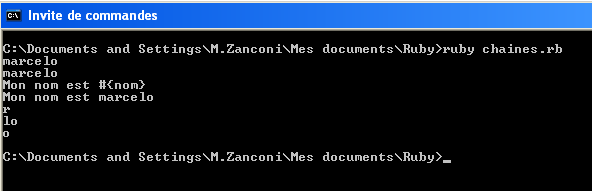 Invite de commandes
C:\Documents and Settings\M.Zanconi\Mes documents\Ruby>ruby chaines.rb
marcelo
marcelo
Mon nom est #{nom}
Mon nom est marcelo
r
lo
o
C:\Documents and Settings\M.Zanconi\Mes documents\Ruby>_